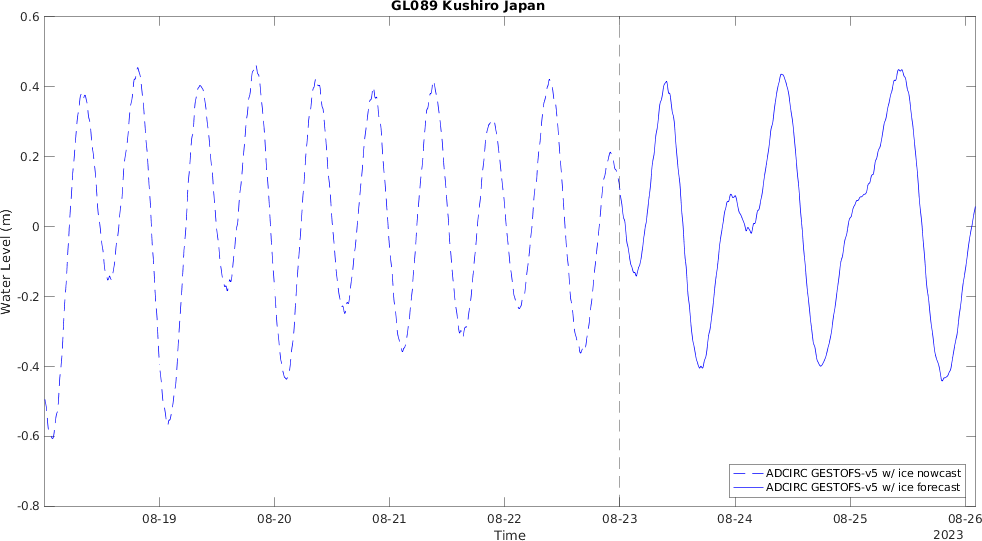 GL089 Kushiro Japan
0.6
0.4
0.2
0
-0.2
-0.4
-0.6
-0.8
Water Level (m)
08-19 08-20 08-21 08-22 08-23 08-24 08-25 08-26
Time
2023
ADCIRC GESTOFS-v5 w/ ice nowcast
ADCIRC GESTOFS-v5 w/ ice forecast